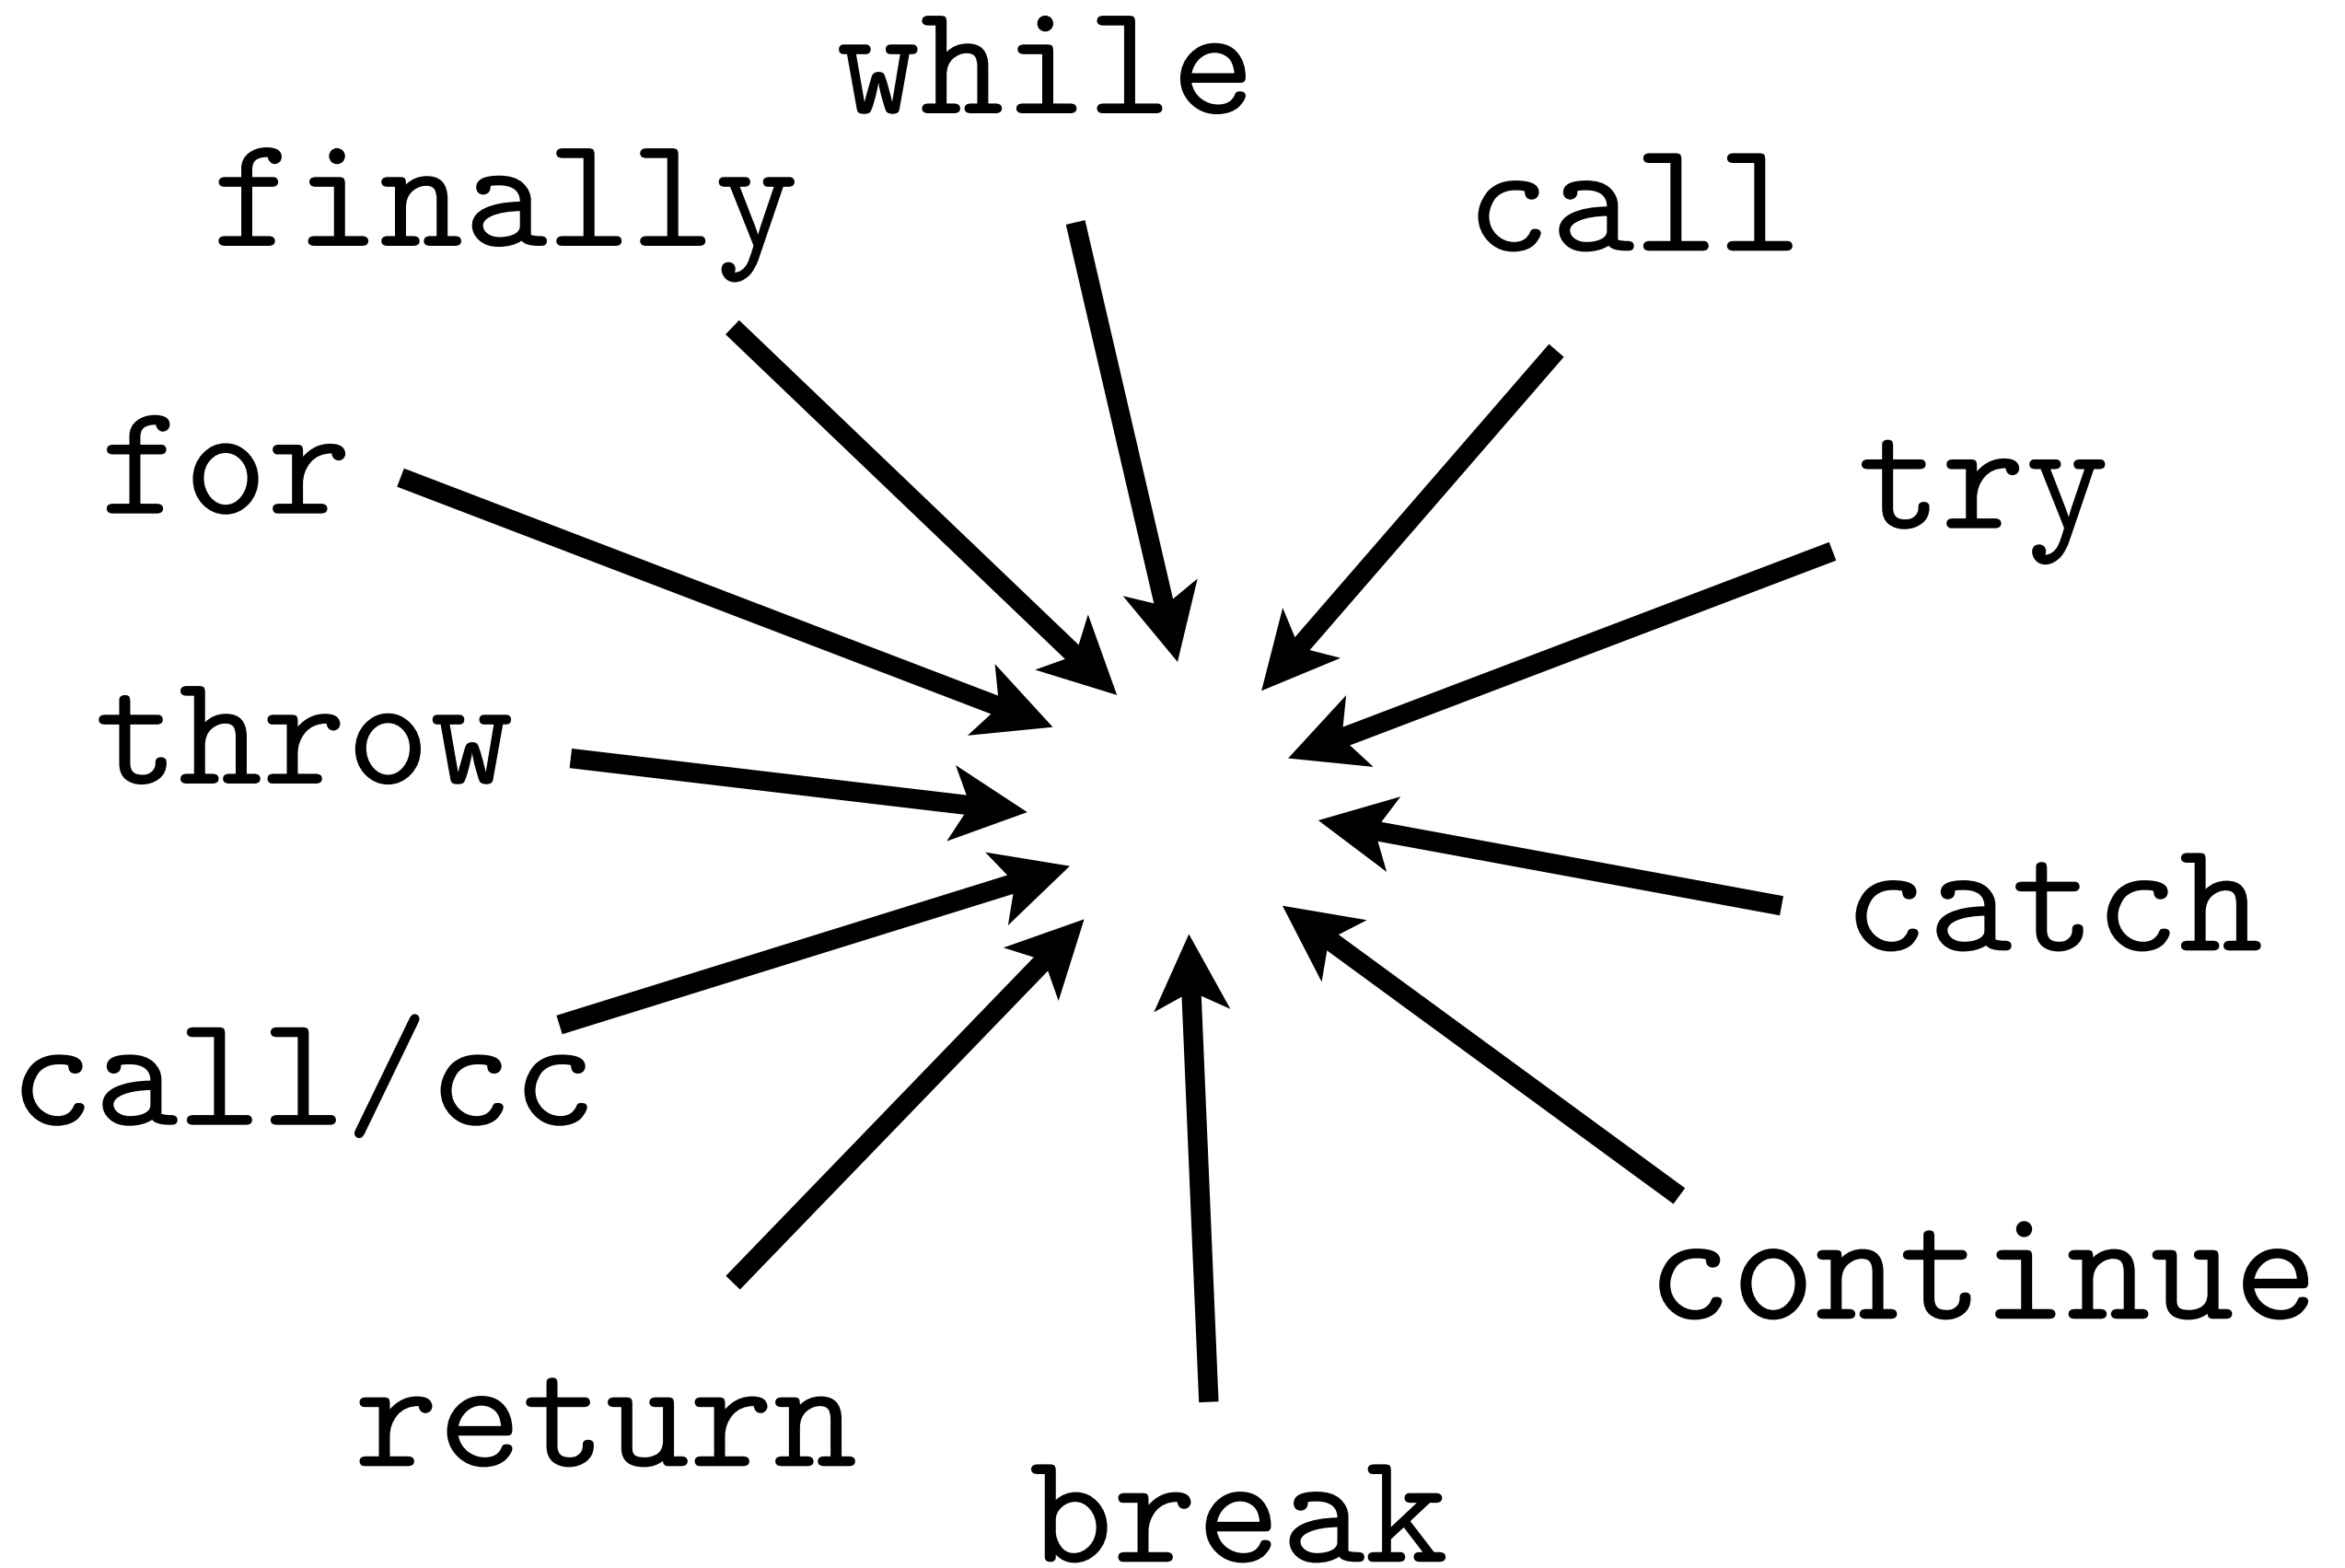 while
finally
call
for
try
throw
catch
call/cc
continue
return
break